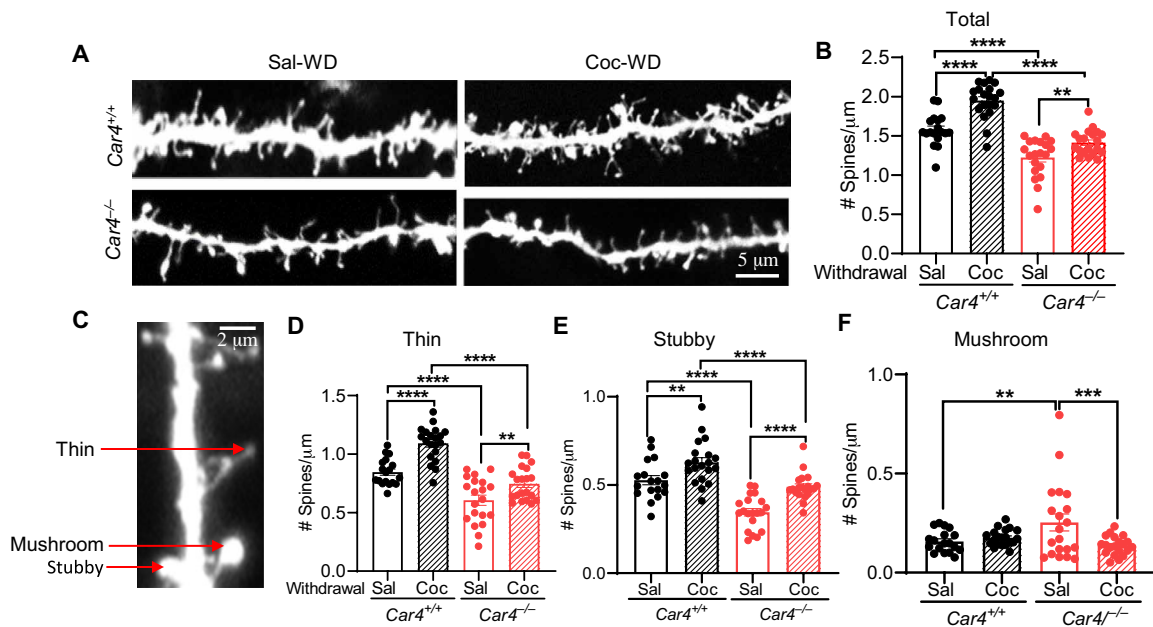 A
Sal-WD
Coc-WD
Car4+/+
Car4–/–
5 μm
B
Total
**** 
**** ****
**
# Spines/μm
2.5
2.0
1.5
1.0
0.5
0.0
Withdrawal Sal Coc Sal Coc
Car4+/+ Car4–/–
C
2 μm
Thin
Mushroom
Stubby
D
Thin
****
****
****
**
# Spines/μm
1.5
1.0
0.5
0.0
Withdrawal Sal Coc Sal Coc
Car4+/+ Car4–/–
E
Stubby
****
****
**
****
# Spines/μm
1.0
0.5
0.0
Sal Coc Sal Coc
Car4+/+ Car4–/–
F
Mushroom
** ***
# Spines/μm
1.0
0.5
0.0
Sal Coc Sal Coc
Car4+/+ Car4/–/–